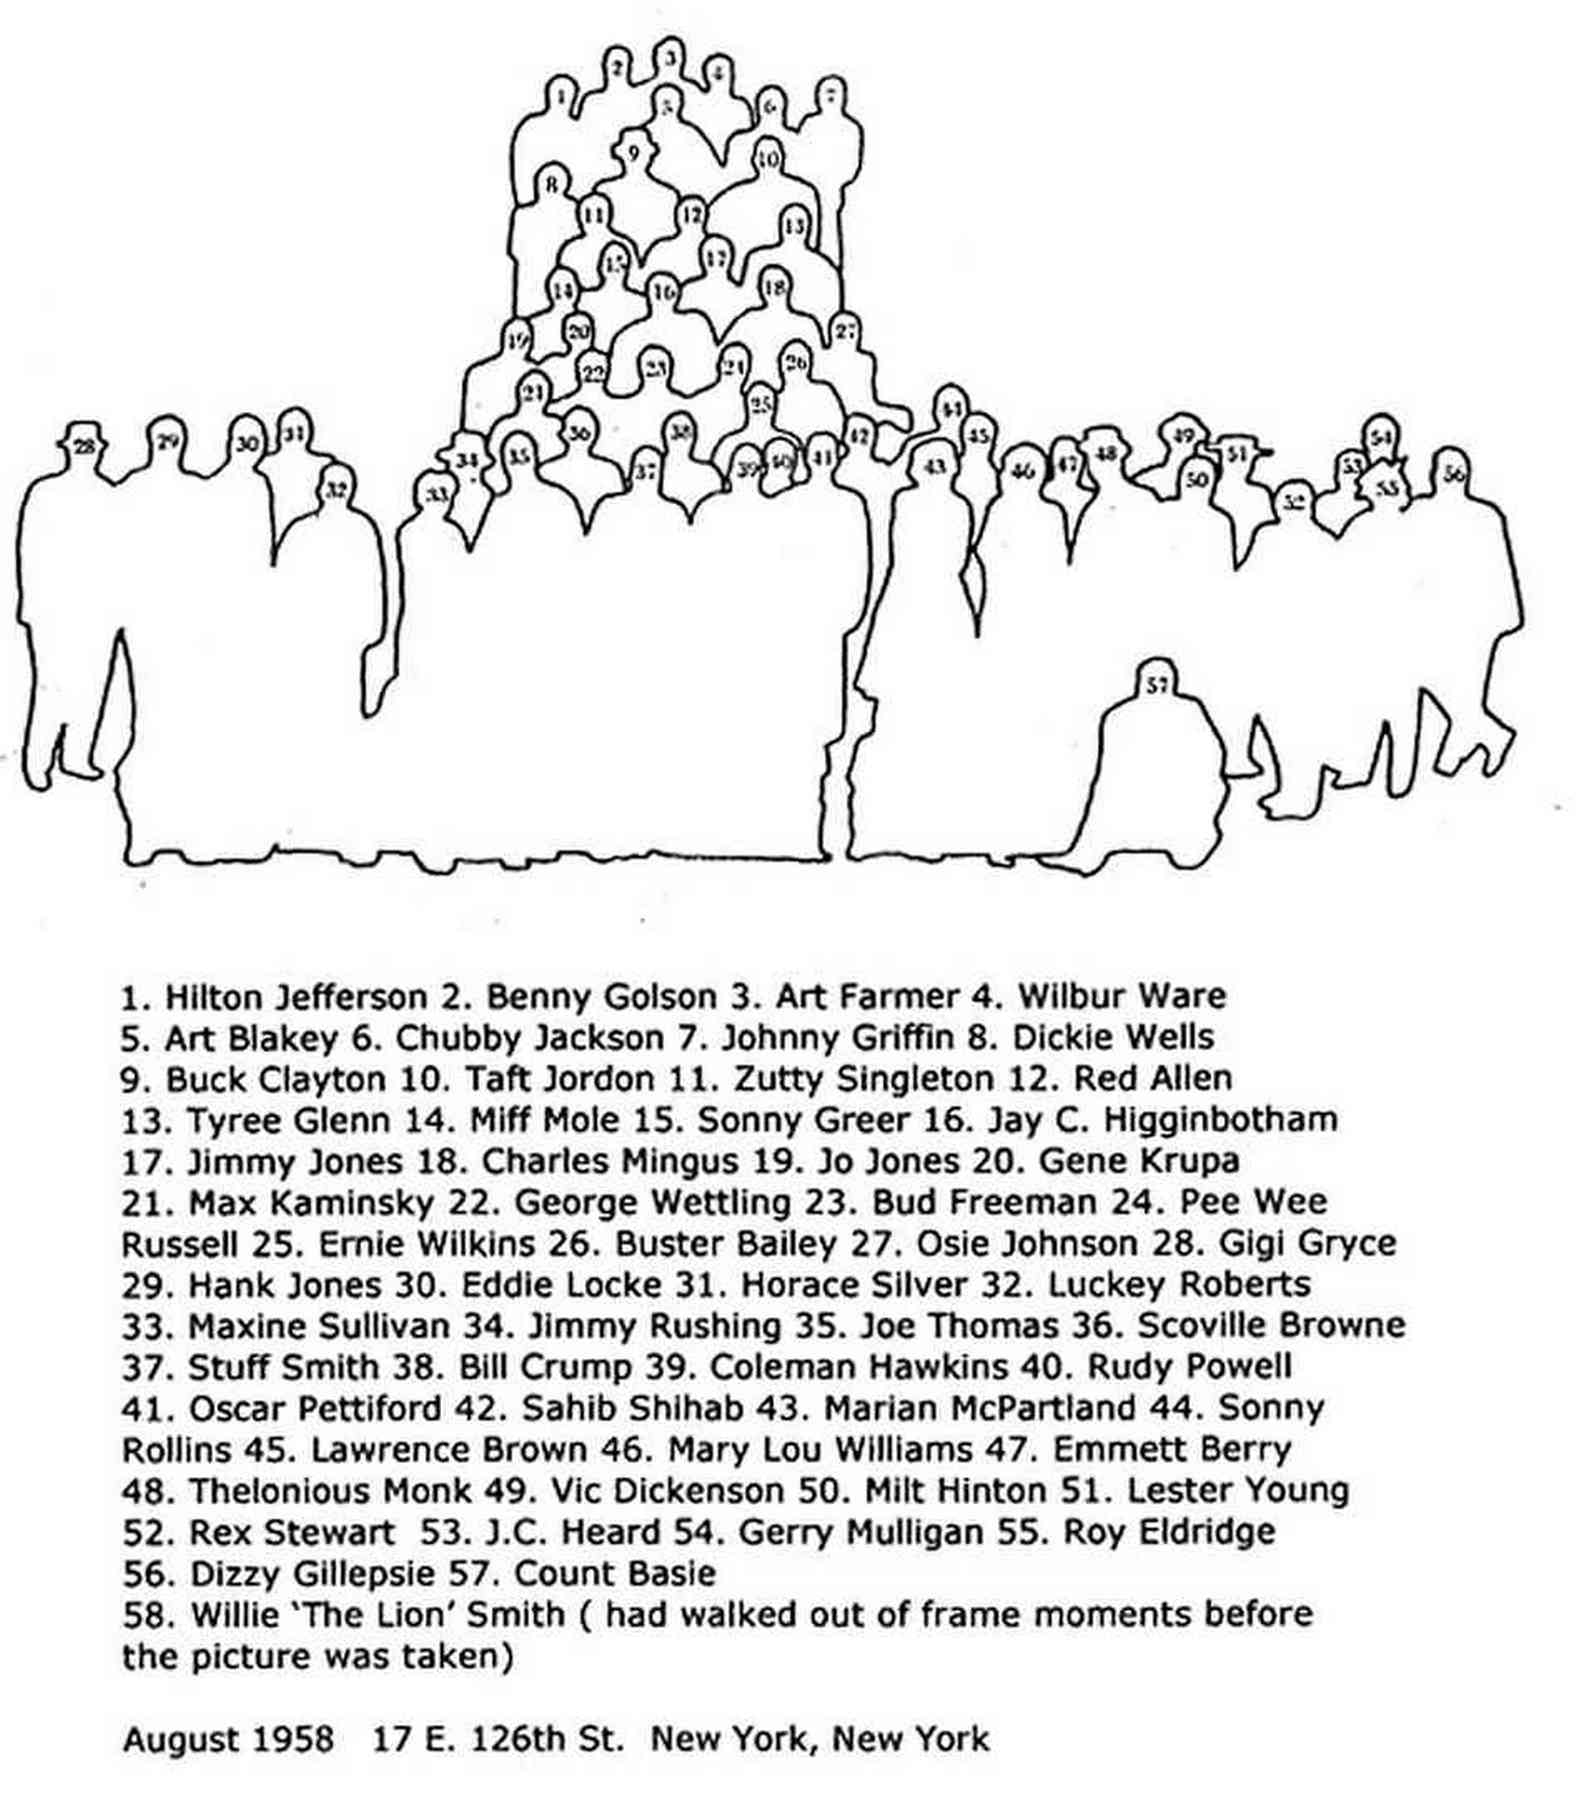 1 2 3 4 5 6 7
8 9 10
11 12 13
14 15 16 17 18
19 20 27
21 22 23 24 25 26
28 29 30 31 32
33 34 35 36 37 38 39 40 41 42
43 44 45 46 47 48 49 50 51
52 53 54 55 56
57
1. Hilton Jefferson 2. Benny Golson 3. Art Farmer 4. Wilbur Ware
5. Art Blakey 6. Chubby Jackson 7. Johnny Griffin 8. Dickie Wells
9. Buck Clayton 10. Taft Jordon 11. Zutty Singleton 12. Red Allen
13. Tyree Glenn 14. Miff Mole 15. Sonny Greer 16. Jay C. Higginbotham
17. Jimmy Jones 18. Charles Mingus 19. Jo Jones 20. Gene Krupa
21. Max Kaminsky 22. George Wettling 23. Bud Freeman 24. Pee Wee
Russell 25. Ernie Wilkins 26. Buster Bailey 27. Osie Johnson 28. Gigi Gryce
29. Hank Jones 30. Eddie Locke 31. Horace Silver 32. Luckey Roberts
33. Maxine Sullivan 34. Jimmy Rushing 35. Joe Thomas 36. Scoville Browne
37. Stuff Smith 38. Bill Crump 39. Coleman Hawkins 40. Rudy Powell
41. Oscar Pettiford 42. Sahib Shihab 43. Marian McPartland 44. Sonny
Rollins 45. Lawrence Brown 46. Mary Lou Williams 47. Emmett Berry
48. Thelonious Monk 49. Vic Dickenson 50. Milt Hinton 51. Lester Young
52. Rex Stewart 53. J.C. Heard 54. Gerry Mulligan 55. Roy Eldridge
56. Dizzy Gillepsie 57. Count Basie
58. Willie ‘The Lion’ Smith ( had walked out of frame moments before
the picture was taken)
August 1958 17 E. 126th St. New York, New York